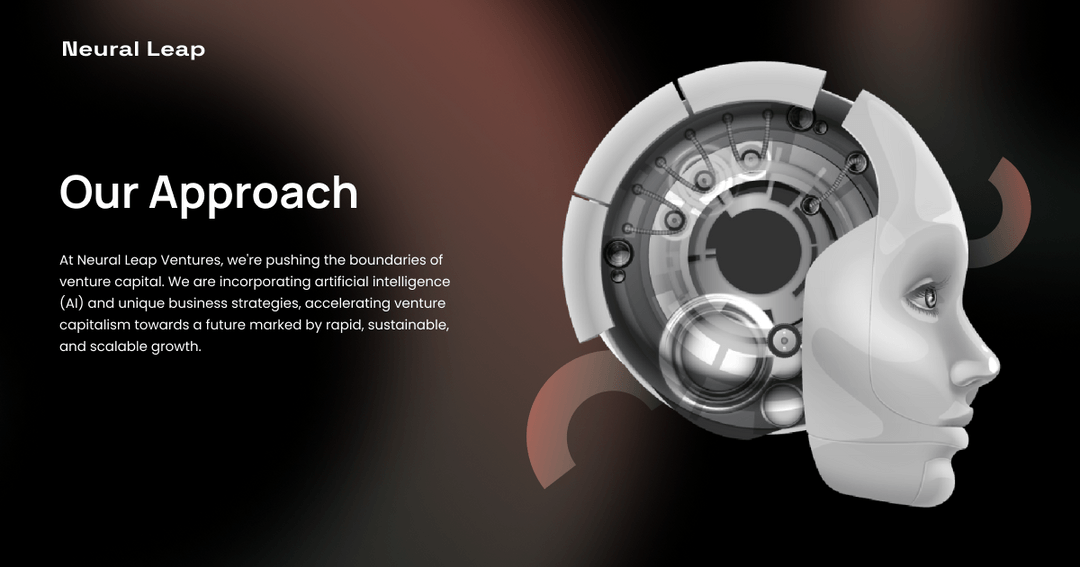 Neural Leap
Our Approach
At Neural Leap Ventures, we're pushing the boundaries of
venture capital. We are incorporating artificial intelligence
(AI) and unique business strategies, accelerating venture
capitalism towards a future marked by rapid, sustainable,
and scalable growth.